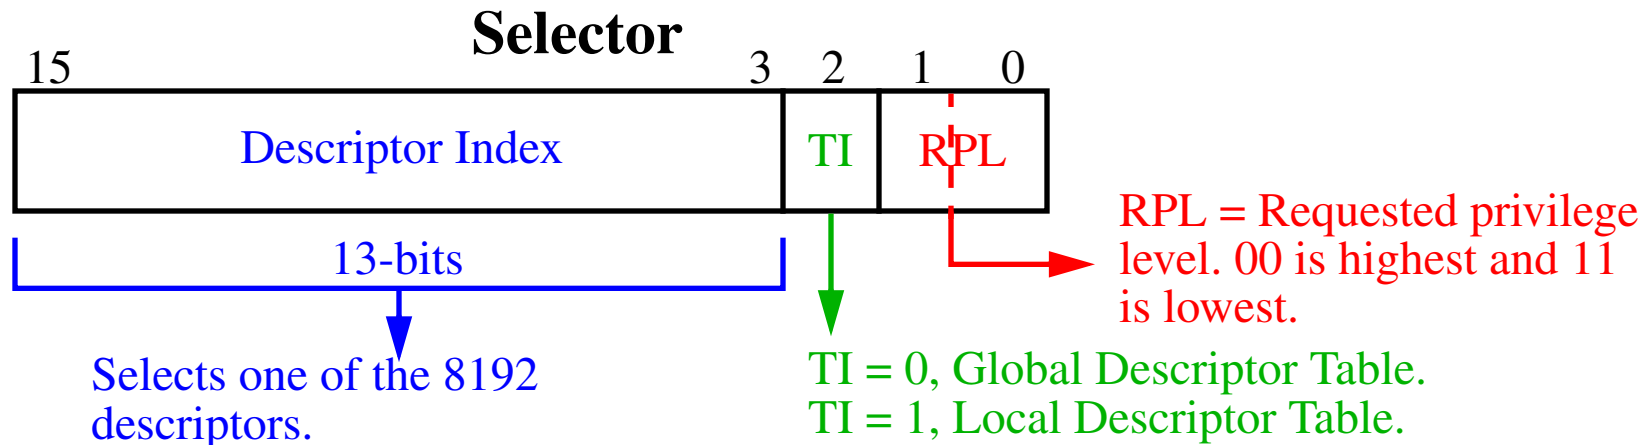 Selector
15 3 2 1 0
Descriptor Index TI RPL
13-bits
RPL = Requested privilege
level. 00 is highest and 11
is lowest.
Selects one of the 8192
descriptors.
TI = 0, Global Descriptor Table.
TI = 1, Local Descriptor Table.